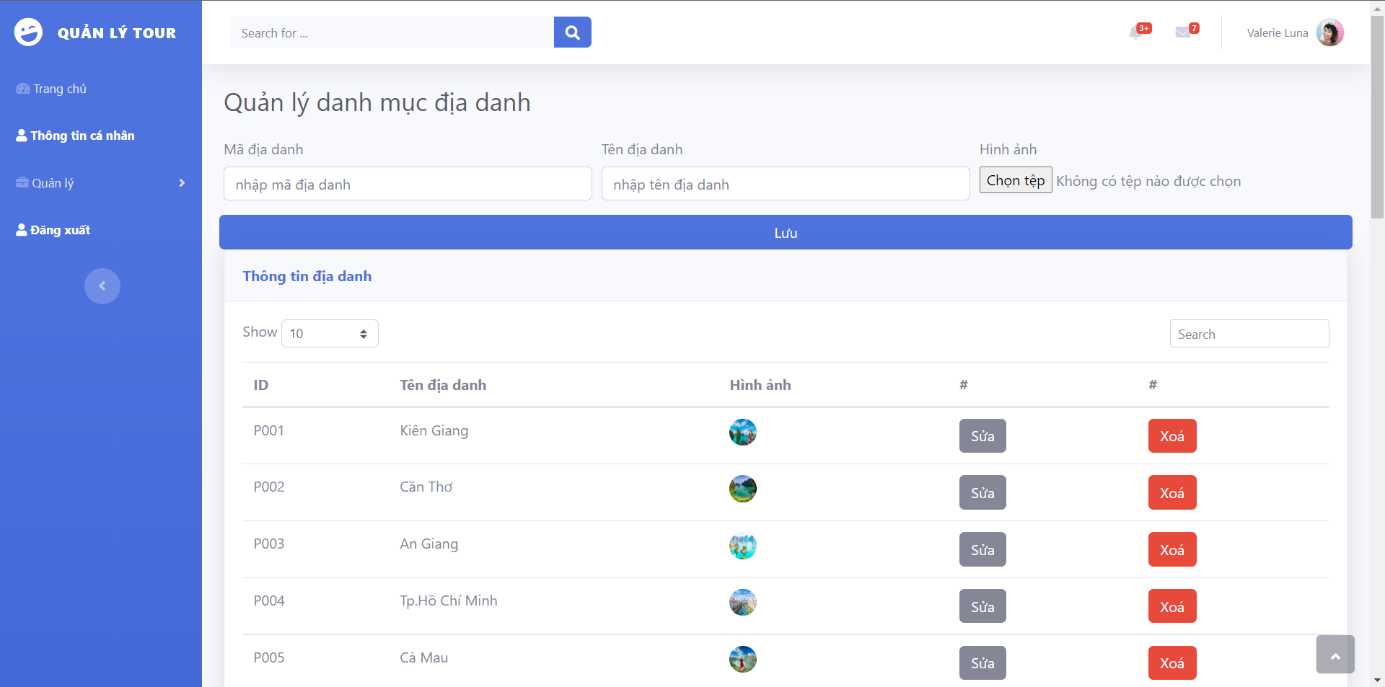 QUẢN LÝ TOUR
Search for ...
3+
7
Valerie Luna
Trang chủ
Thông tin cá nhân
Quản lý
Đăng xuất
Quản lý danh mục địa danh
Mã địa danh
Tên địa danh
Hình ảnh
nhập mã địa danh
nhập tên địa danh
Chọn tệp Không có tệp nào được chọn
Lưu
Thông tin địa danh
Show 10
Search
ID Tên địa danh Hình ảnh # #
P001 Kiên Giang Sửa Xoá
P002 Cần Thơ Sửa Xoá
P003 An Giang Sửa Xoá
P004 Tp.Hồ Chí Minh Sửa Xoá
P005 Cà Mau Sửa Xoá